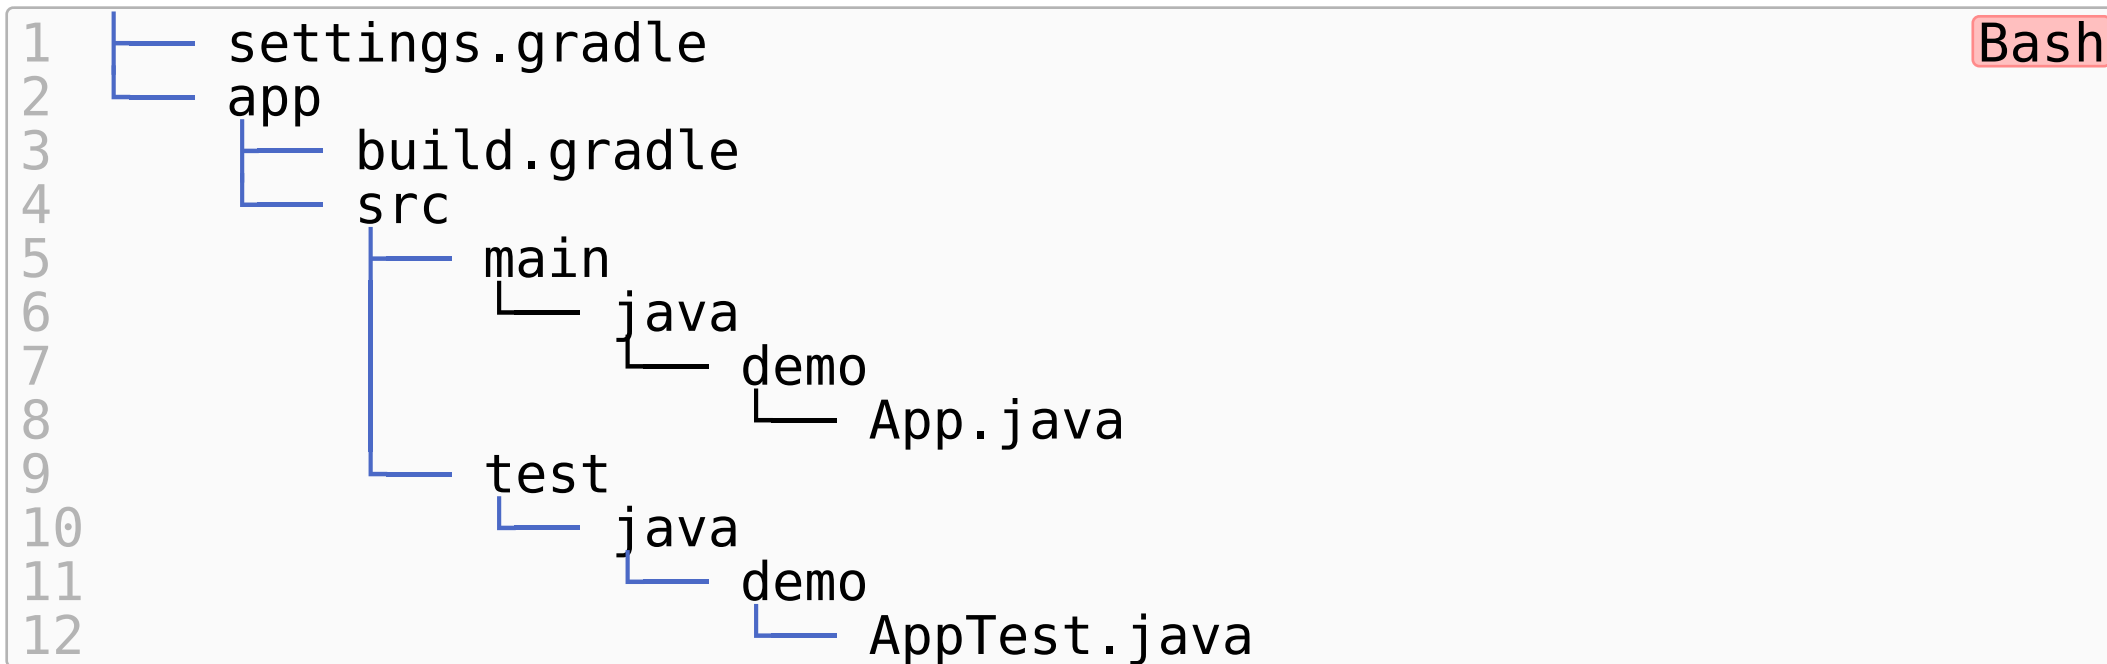 1 ├── settings.gradle Bash
2 └── app
3     ├── build.gradle
4     └── src
5         ├── main
6         │   └── java
7         │       └── demo
8         │           └── App.java
9         └── test
10            └── java
11                └── demo
12                    └── AppTest.java